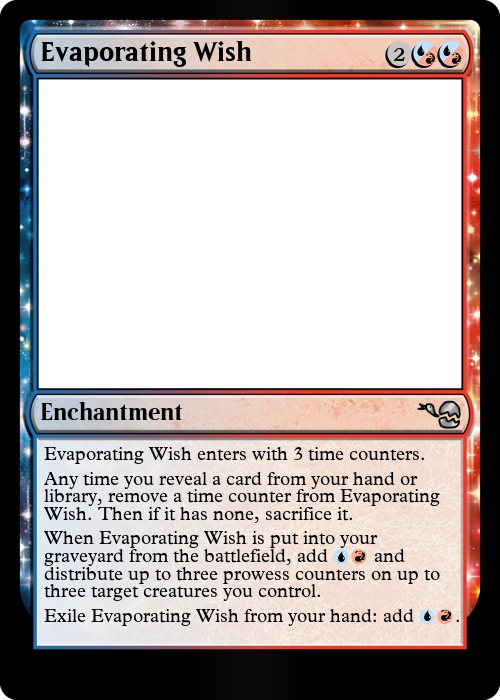 Evaporating Wish 2
Enchantment
Evaporating Wish enters with 3 time counters.
Any time you reveal a card from your hand or
library, remove a time counter from Evaporating
Wish. Then if it has none, sacrifice it.
When Evaporating Wish is put into your
graveyard from the battlefield, add and
distribute up to three prowess counters on up to
three target creatures you control.
Exile Evaporating Wish from your hand: add .